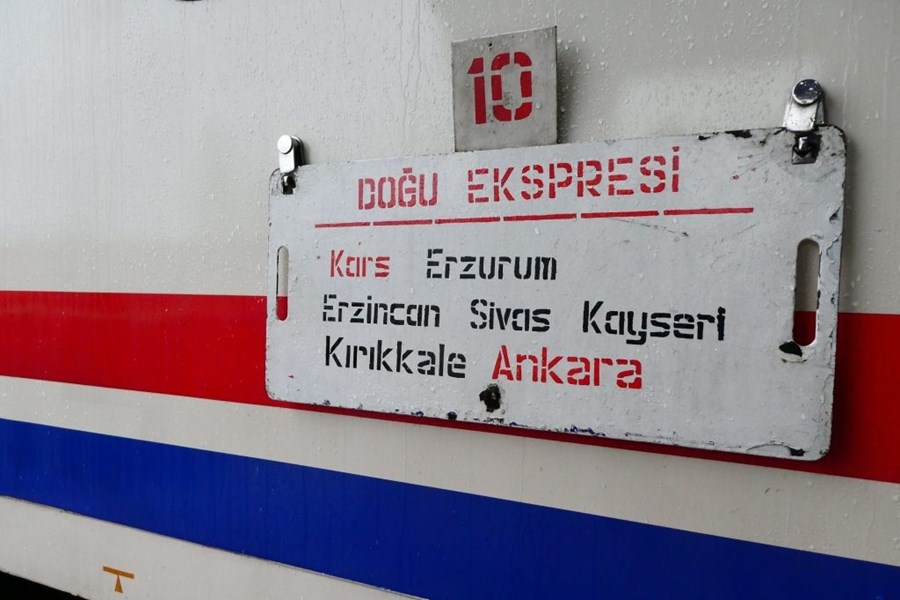 10
DOĞU EKSPRESİ
Kars Erzurum
Erzincan Sivas Kayseri
Kırıkkale Ankara